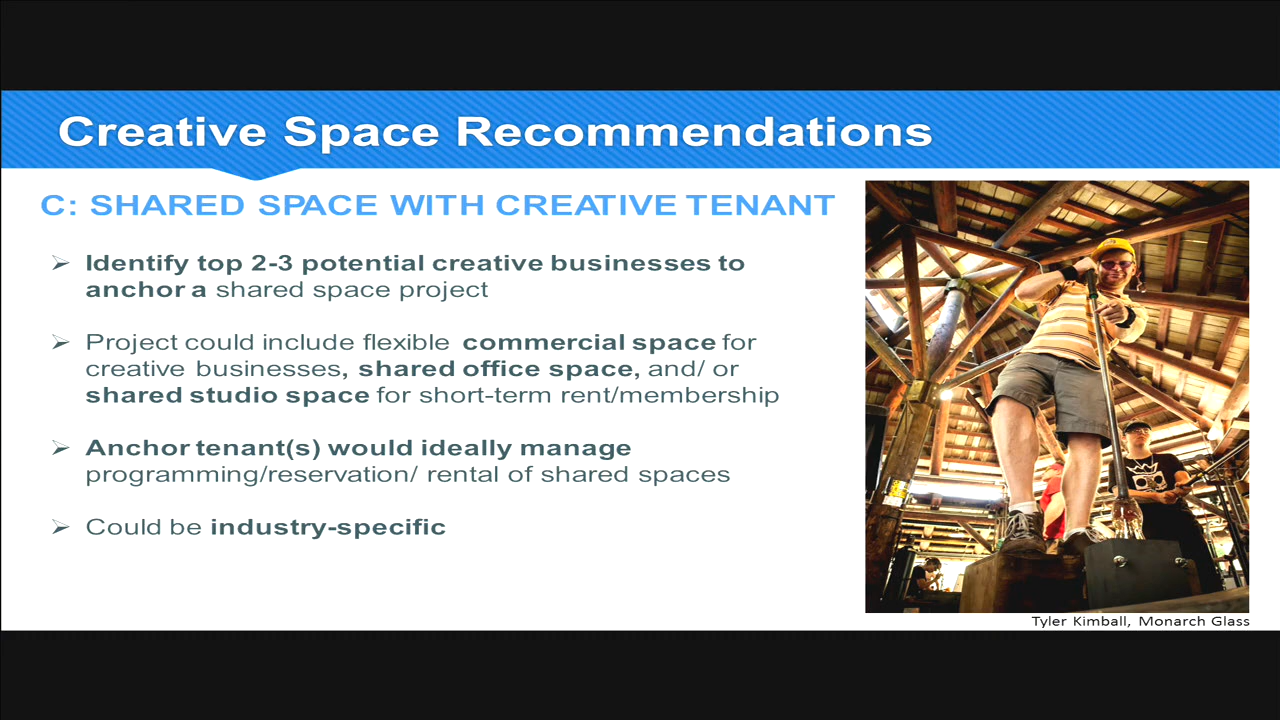 Creative Space Recommendations
C: SHARED SPACE WITH CREATIVE TENANT
➢ Identify top 2-3 potential creative businesses to
anchor a shared space project
➢ Project could include flexible commercial space for
creative businesses, shared office space, and/ or
shared studio space for short-term rent/membership
➢ Anchor tenant(s) would ideally manage
programming/reservation/ rental of shared spaces
➢ Could be industry-specific
Tyler Kimball, Monarch Glass